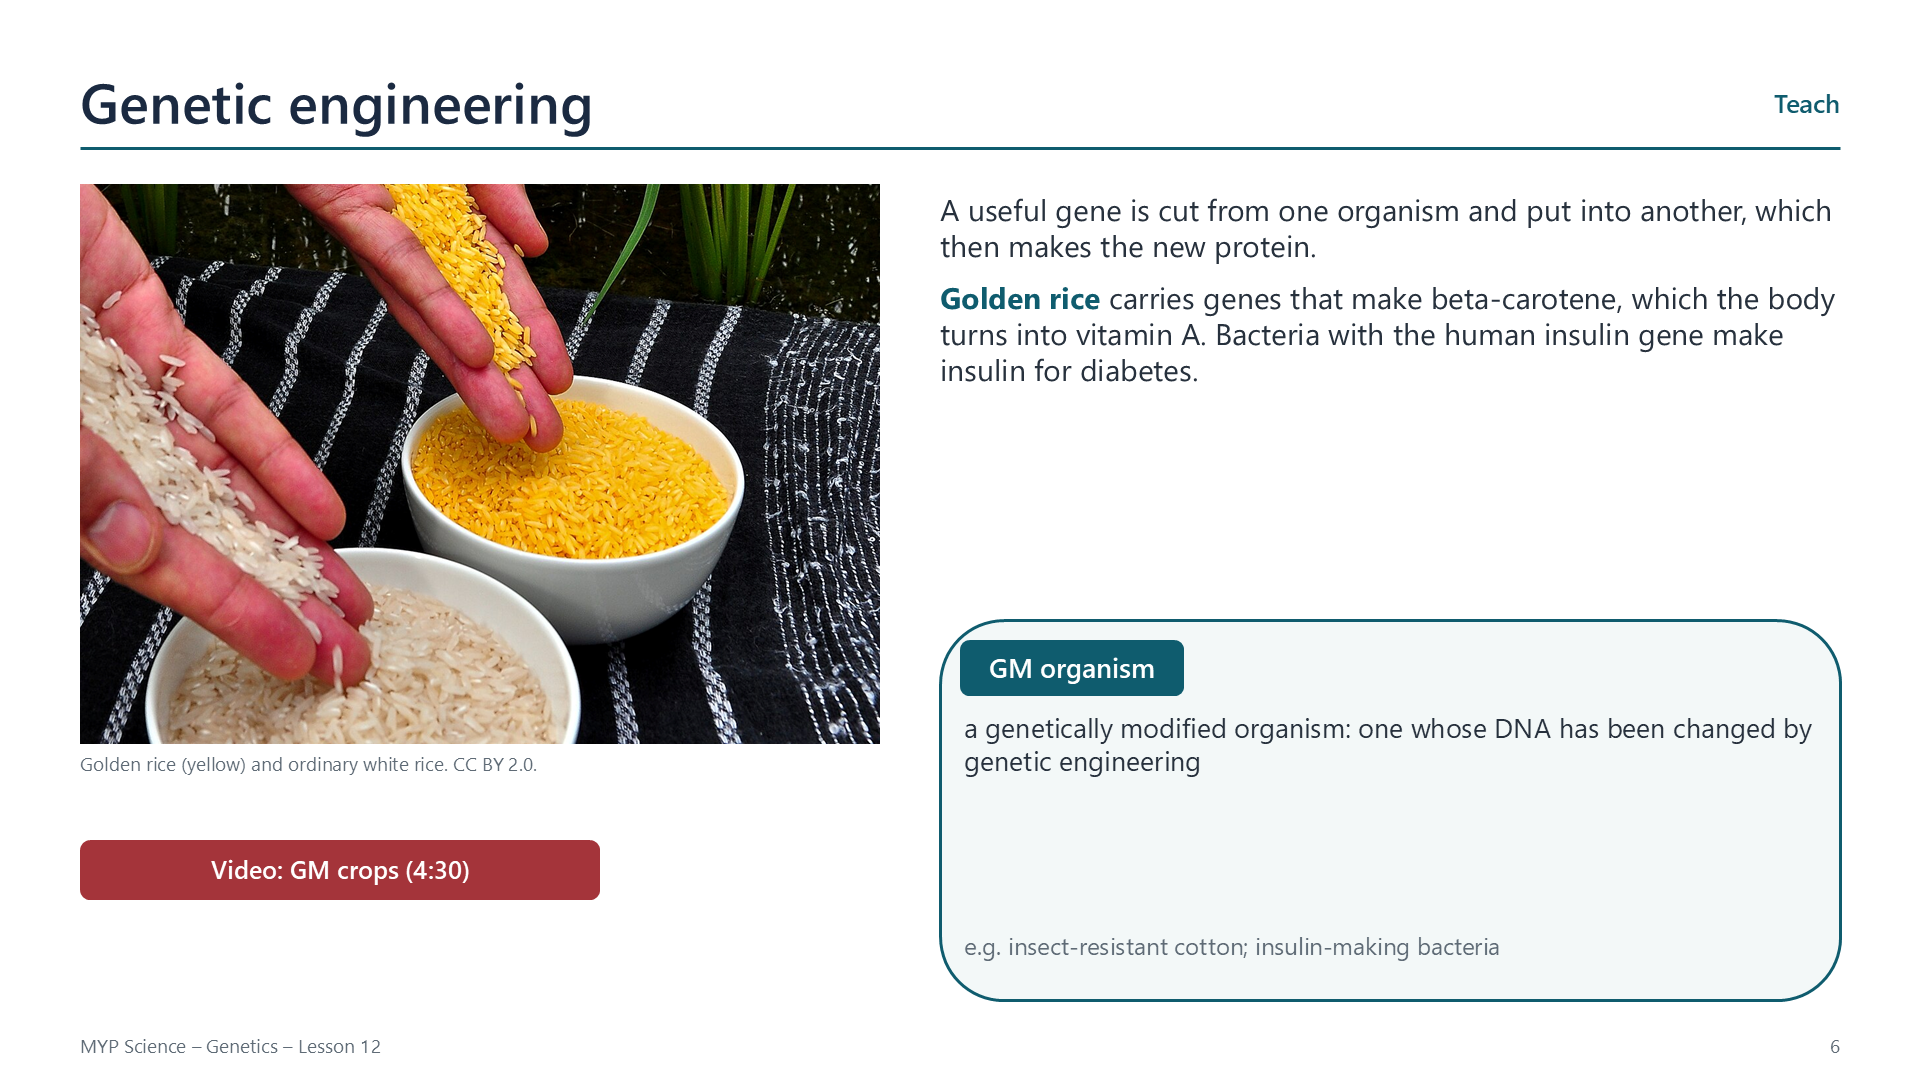 Genetic engineering
Teach
A useful gene is cut from one organism and put into another, which
then makes the new protein.
Golden rice carries genes that make beta-carotene, which the body
turns into vitamin A. Bacteria with the human insulin gene make
insulin for diabetes.
Golden rice (yellow) and ordinary white rice. CC BY 2.0.
Video: GM crops (4:30)
GM organism
a genetically modified organism: one whose DNA has been changed by
genetic engineering
e.g. insect-resistant cotton; insulin-making bacteria
MYP Science – Genetics – Lesson 12
6